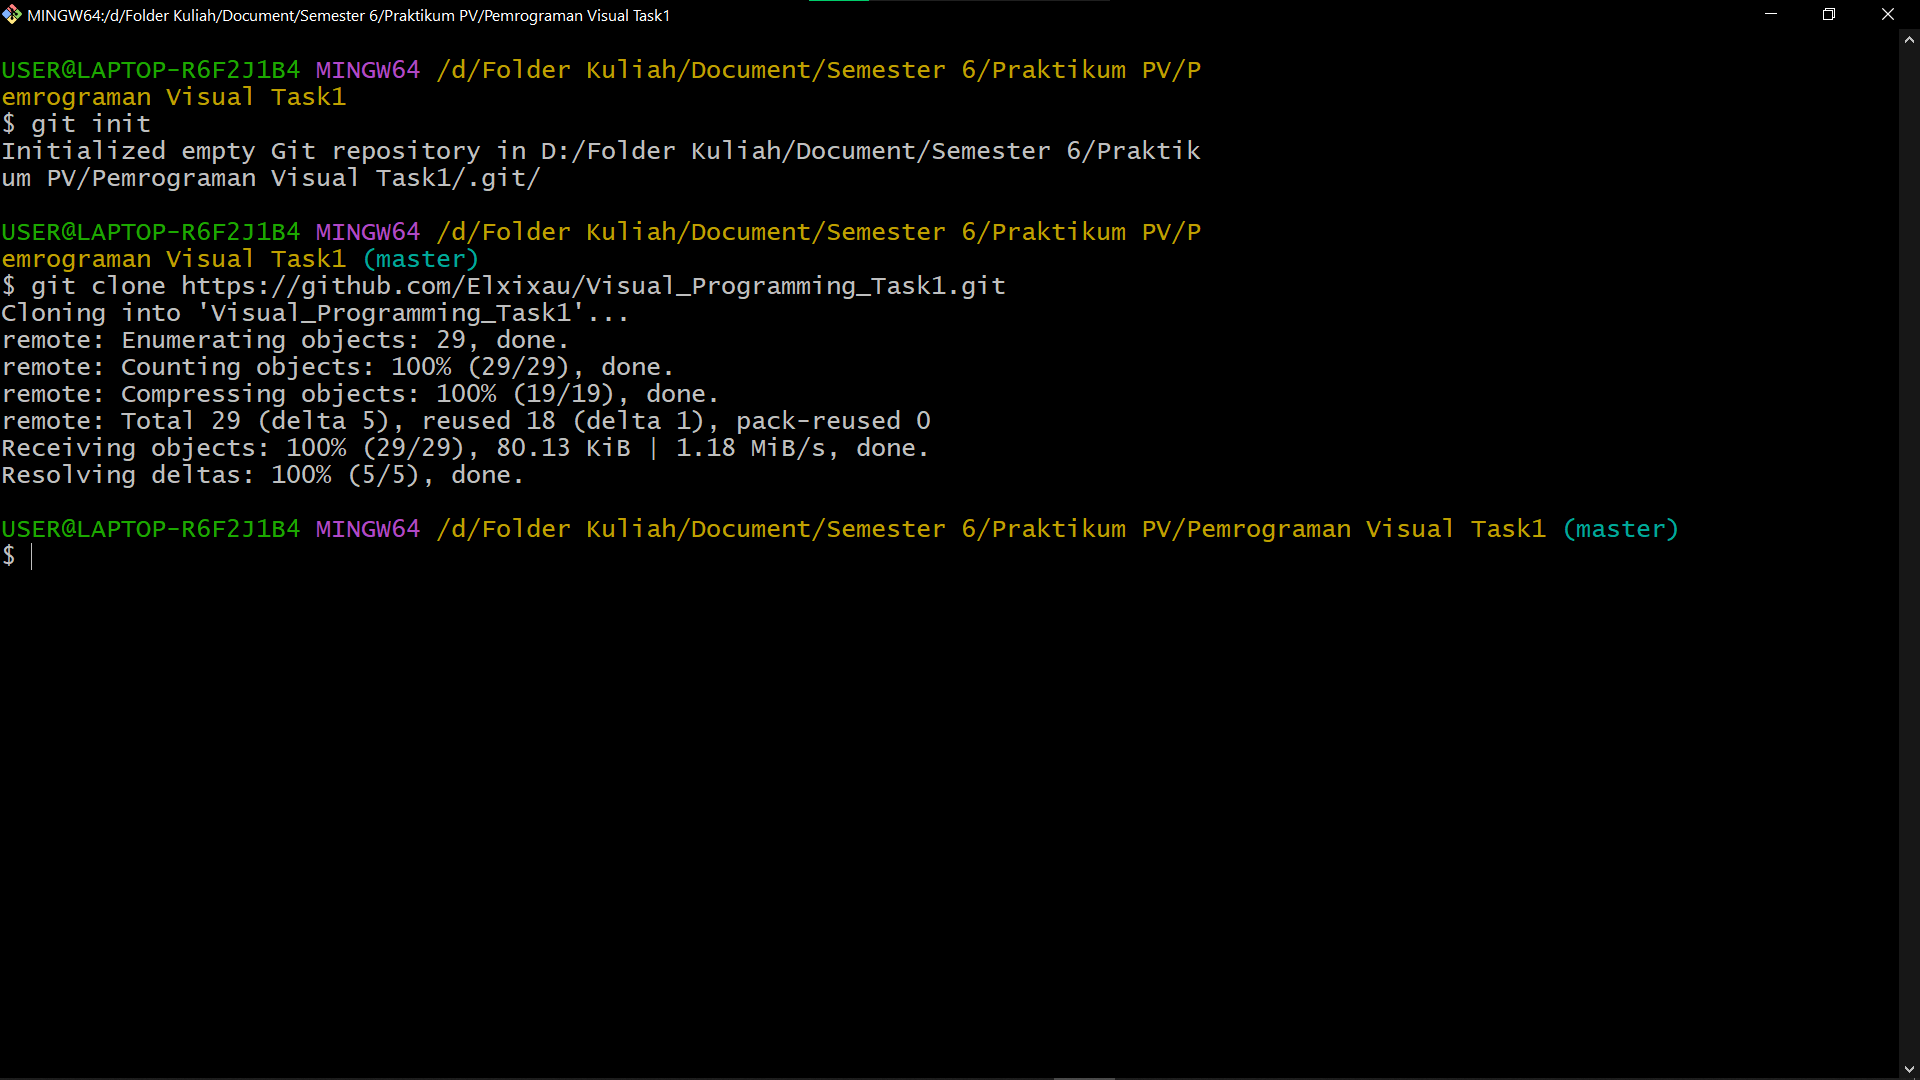 MINGW64:/d/Folder Kuliah/Document/Semester 6/Praktikum PV/Pemrograman Visual Task1
USER@LAPTOP-R6F2J1B4 MINGW64 /d/Folder Kuliah/Document/Semester 6/Praktikum PV/P
emrograman Visual Task1
$ git init
Initialized empty Git repository in D:/Folder Kuliah/Document/Semester 6/Praktik
um PV/Pemrograman Visual Task1/.git/
USER@LAPTOP-R6F2J1B4 MINGW64 /d/Folder Kuliah/Document/Semester 6/Praktikum PV/P
emrograman Visual Task1 (master)
$ git clone https://github.com/Elxixau/Visual_Programming_Task1.git
Cloning into 'Visual_Programming_Task1'...
remote: Enumerating objects: 29, done.
remote: Counting objects: 100% (29/29), done.
remote: Compressing objects: 100% (19/19), done.
remote: Total 29 (delta 5), reused 18 (delta 1), pack-reused 0
Receiving objects: 100% (29/29), 80.13 KiB | 1.18 MiB/s, done.
Resolving deltas: 100% (5/5), done.
USER@LAPTOP-R6F2J1B4 MINGW64 /d/Folder Kuliah/Document/Semester 6/Praktikum PV/Pemrograman Visual Task1 (master)
$